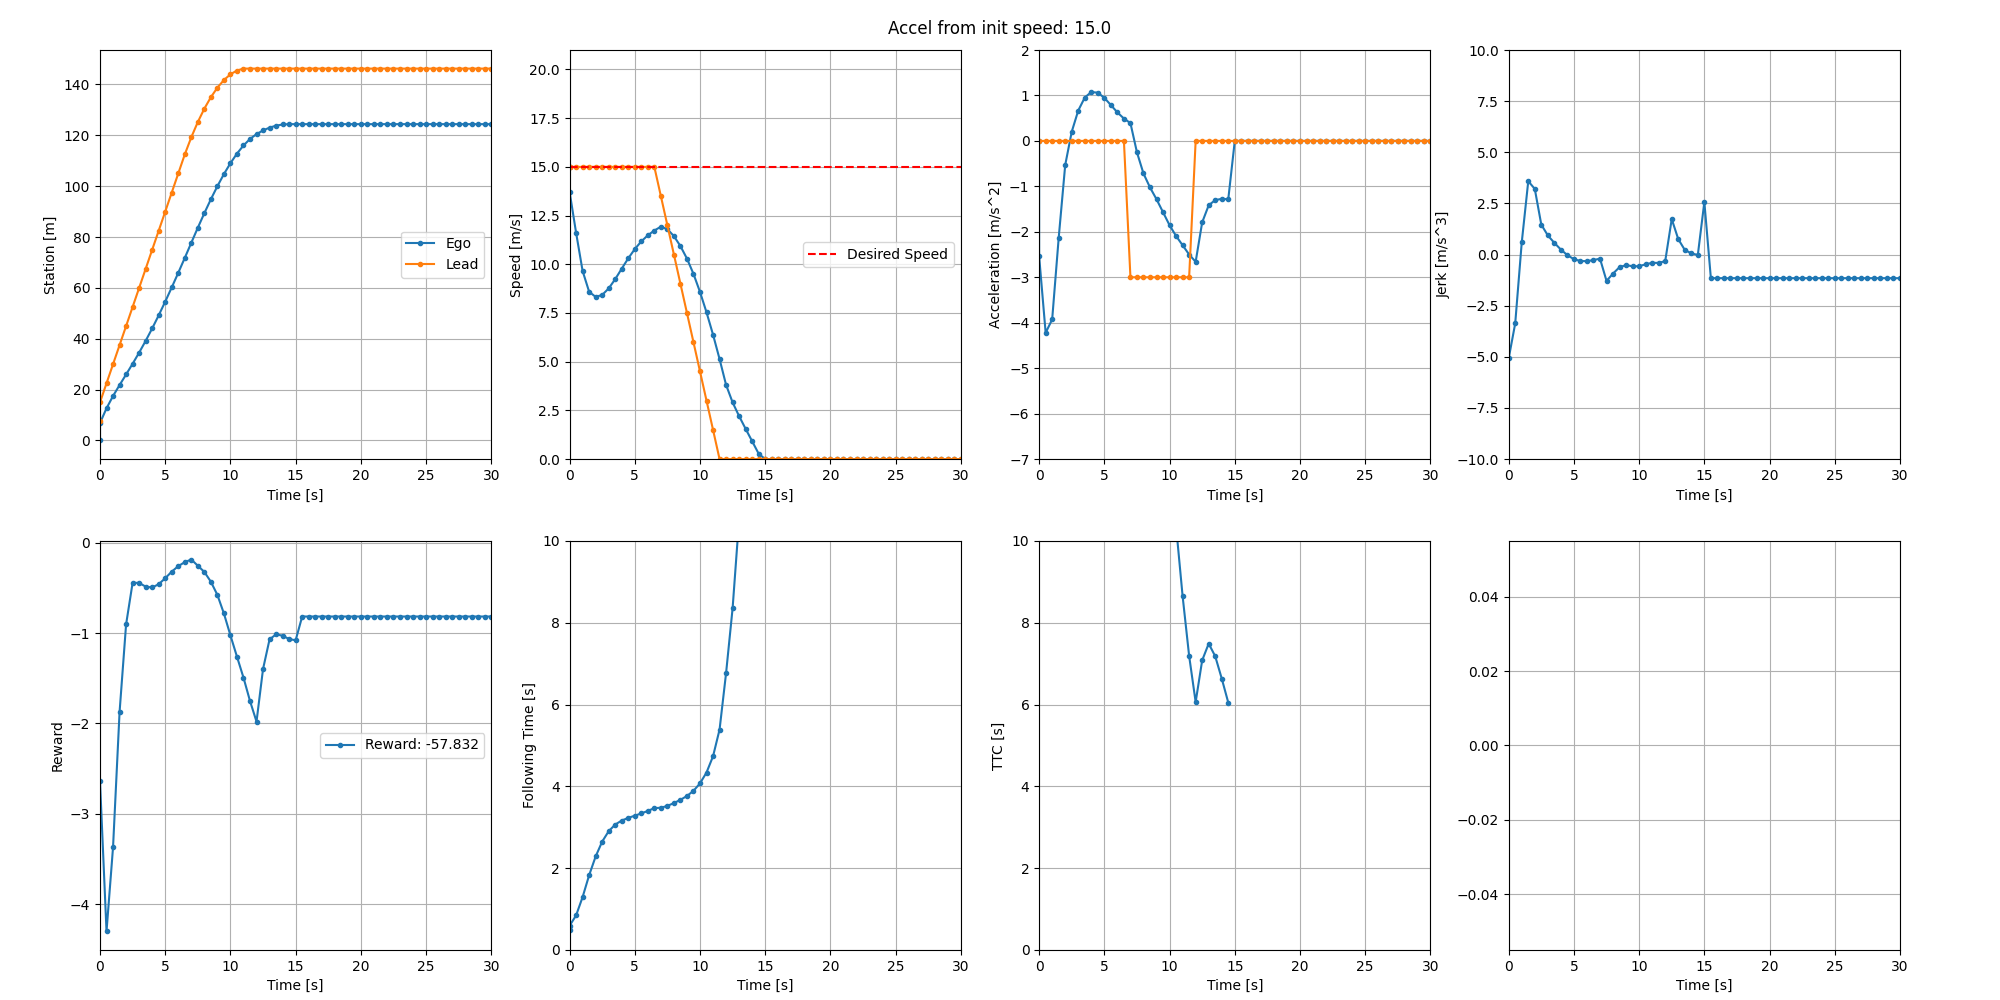 Accel from init speed: 15.0
Station [m]
140
120
100
80
60
40
20
0
Ego
Lead
0 5 10 15 20 25 30
Time [s]
Speed [m/s]
20.0
17.5
15.0
12.5
10.0
7.5
5.0
2.5
0.0
Desired Speed
0 5 10 15 20 25 30
Time [s]
Acceleration [m/s^2]
2
1
0
−1
−2
−3
−4
−5
−6
−7
0 5 10 15 20 25 30
Time [s]
Jerk [m/s^3]
10.0
7.5
5.0
2.5
0.0
−2.5
−5.0
−7.5
−10.0
0 5 10 15 20 25 30
Time [s]
Reward
0
−1
−2
−3
−4
Reward: -57.832
0 5 10 15 20 25 30
Time [s]
Following Time [s]
10
8
6
4
2
0
0 5 10 15 20 25 30
Time [s]
TTC [s]
10
8
6
4
2
0
0 5 10 15 20 25 30
Time [s]
0.04
0.02
0.00
−0.02
−0.04
0 5 10 15 20 25 30
Time [s]